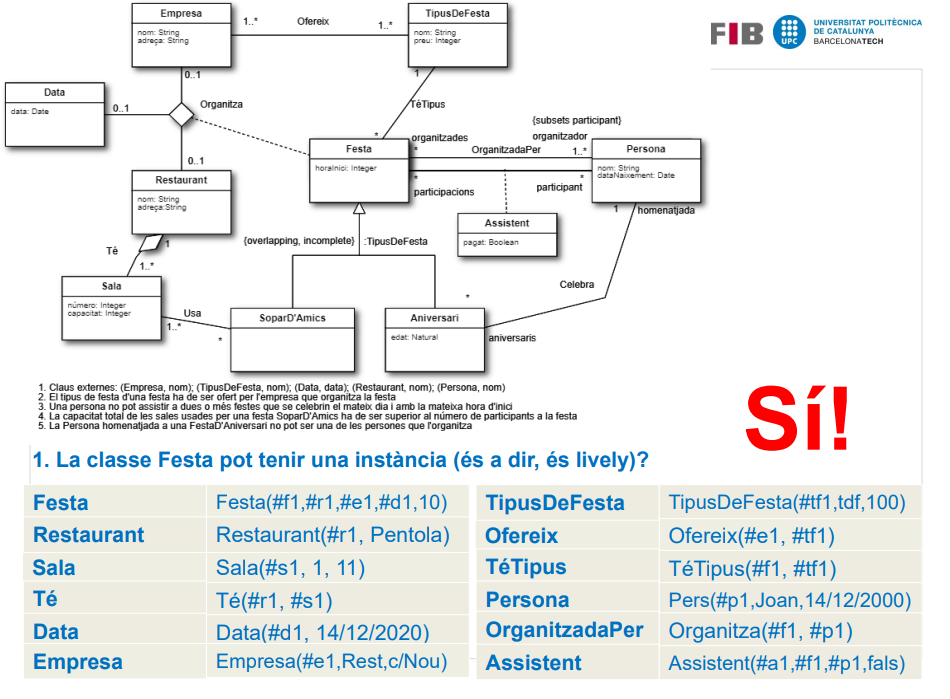 Empresa
nom: String
adreça: String
1..*
Ofereix
1..*
TipusDeFesta
nom: String
preu: Integer
FIB
UPC
UNIVERSITAT POLITÈCNICA
DE CATALUNYA
BARCELONATECH
0..1
1
Data
data: Date
0..1
Organitza
TéTipus
*
{subsets participant}
organitzador
organitzades
*
OrganitzadaPer
1..*
Festa
horaInici: Integer
Persona
nom: String
dataNaixement: Date
*
participacions
*
participant
0..1
Restaurant
nom: String
adreça:String
Assistent
pagat: Boolean
1
homenatjada
Té
1
1..*
{overlapping, incomplete}
:TipusDeFesta
Sala
número: Integer
capacitat: Integer
Usa
1..*
*
SoparD'Amics
Aniversari
edat: Natural
*
aniversaris
Celebra
1. Claus externes: (Empresa, nom); (TipusDeFesta, nom); (Data, data); (Restaurant, nom); (Persona, nom)
2. El tipus de festa d'una festa ha de ser ofert per l'empresa que organitza la festa
3. Una persona no pot assistir a dues o més festes que se celebrin el mateix dia i amb la mateixa hora d'inici
4. La capacitat total de les sales usades per una festa SoparD'Amics ha de ser superior al número de participants a la festa
5. La Persona homenatjada a una FestaD'Aniversari no pot ser una de les persones que l'organitza
Sí!
1. La classe Festa pot tenir una instància (és a dir, és lively)?
Festa Festa(#f1,#r1,#e1,#d1,10)
Restaurant Restaurant(#r1, Pentola)
Sala Sala(#s1, 1, 11)
Té Té(#r1, #s1)
Data Data(#d1, 14/12/2020)
Empresa Empresa(#e1,Rest,c/Nou)
TipusDeFesta TipusDeFesta(#tf1,tdf,100)
Ofereix Ofereix(#e1, #tf1)
TéTipus TéTipus(#f1, #tf1)
Persona Pers(#p1,Joan,14/12/2000)
OrganitzadaPer Organitza(#f1, #p1)
Assistent Assistent(#a1,#f1,#p1,fals)